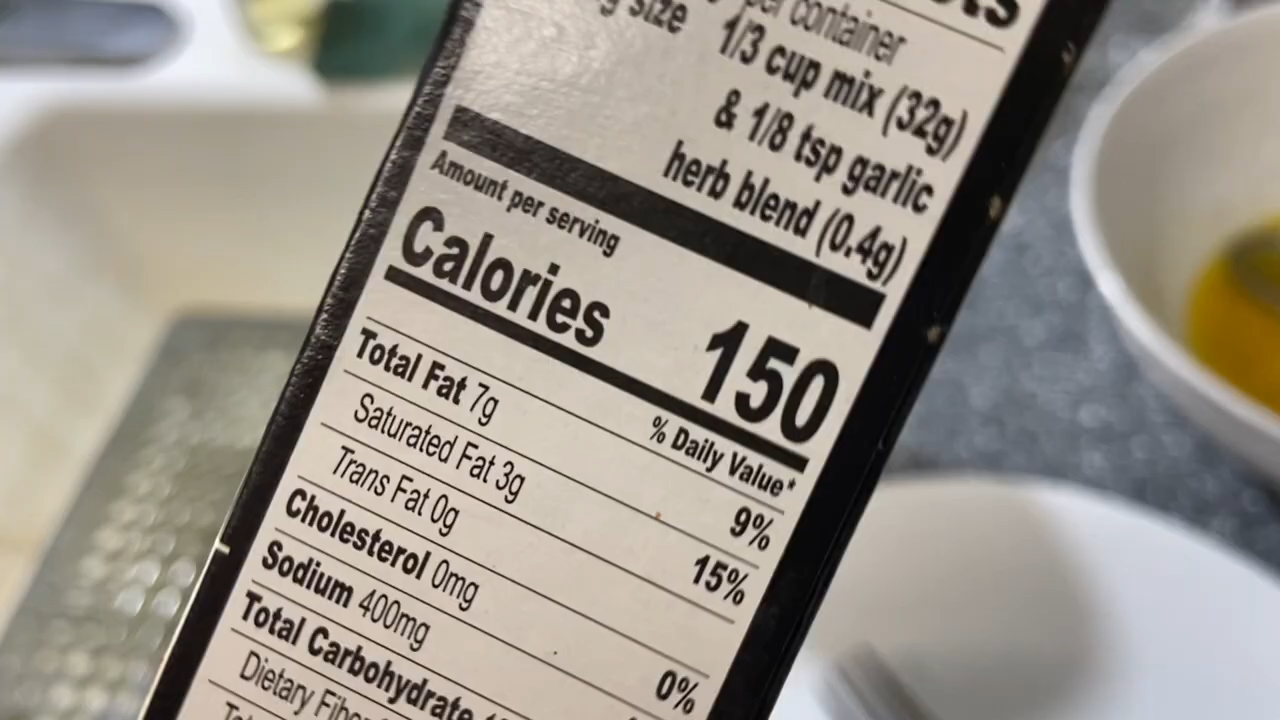 per container
size 1/3 cup mix (32g)
& 1/8 tsp garlic
herb blend (0.4g)
Amount per serving
Calories 150
% Daily Value*
Total Fat 7g 9%
Saturated Fat 3g 15%
Trans Fat 0g
Cholesterol 0mg 0%
Sodium 400mg
Total Carbohydrate
Dietary Fiber